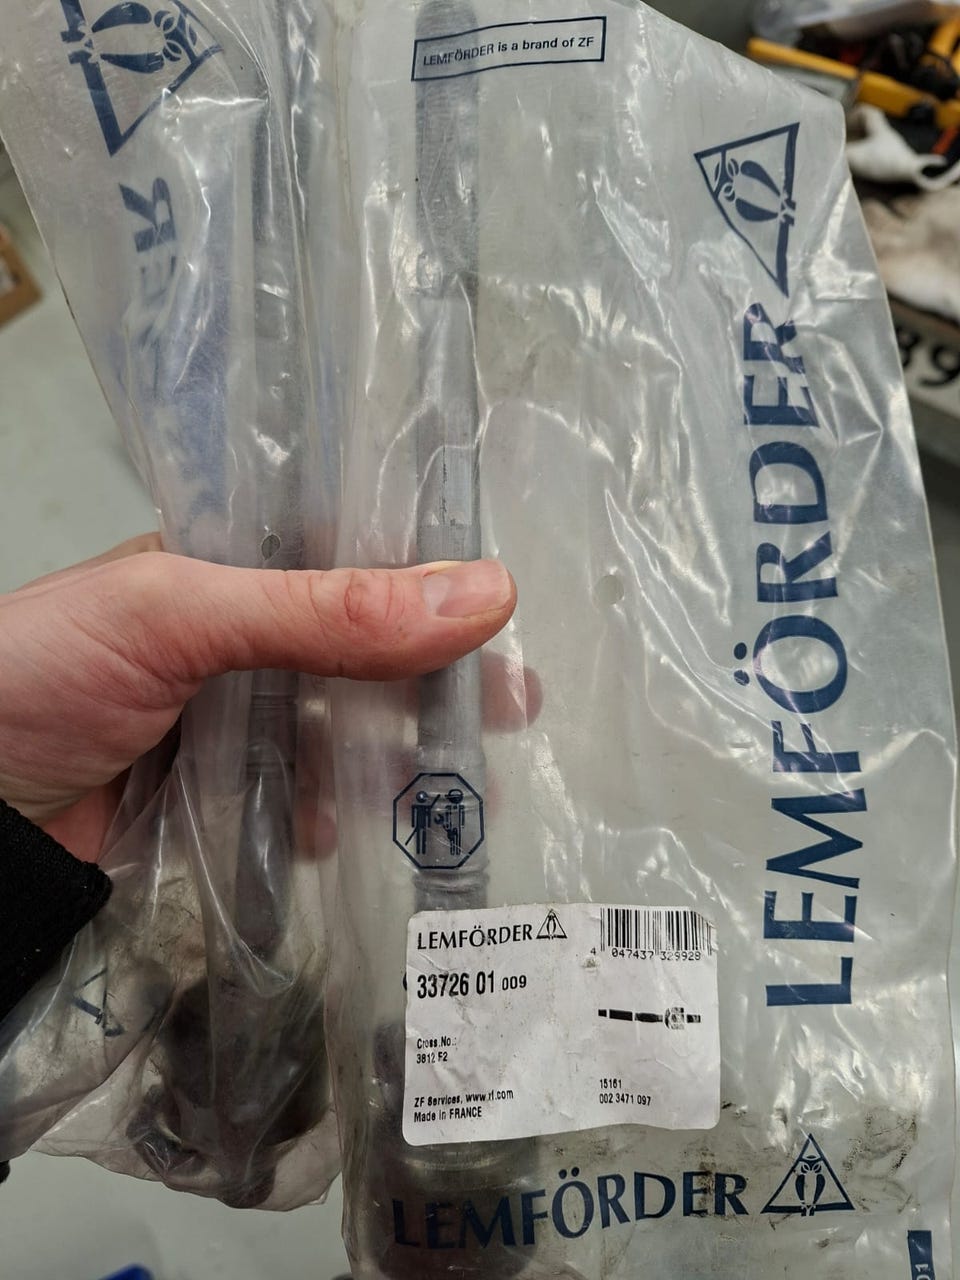 LEMFÖRDER is a brand of ZF
LEMFÖRDER
LEMFÖRDER
4 047437 329928
33726 01 009
Cross.No.:
3812 F2
ZF Services, www.zf.com
Made in FRANCE
15161
002 3471 097
LEMFÖRDER